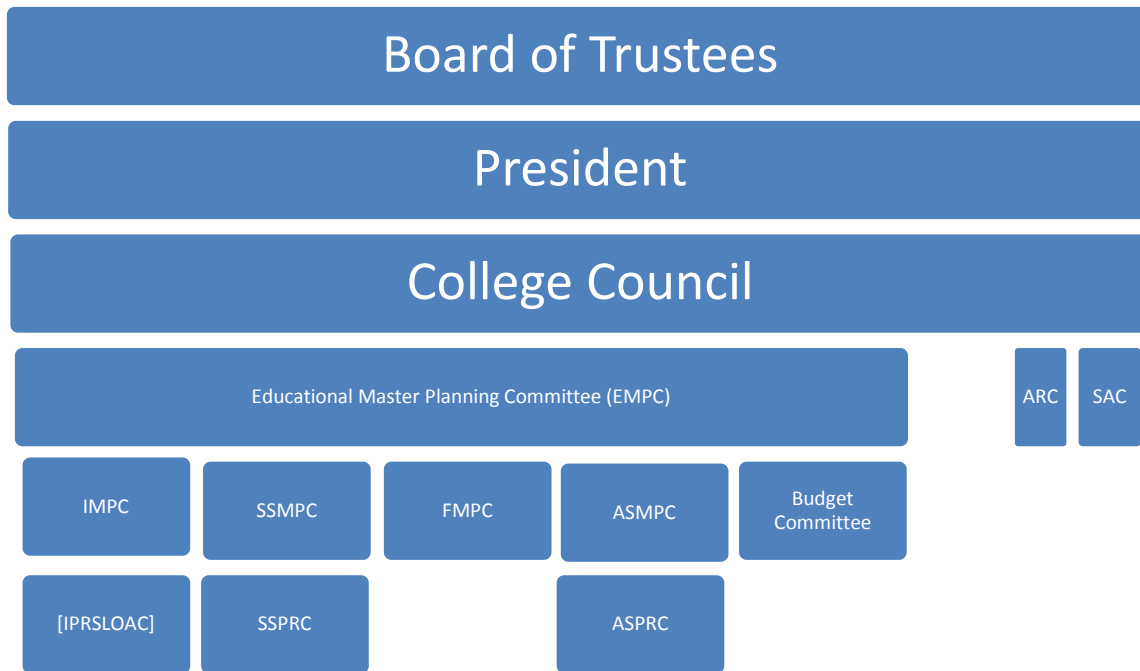 Board of Trustees
President
College Council
Educational Master Planning Committee (EMPC)
ARC
SAC
IMPC
SSMPC
FMPC
ASMPC
Budget
Committee
[IPRSLOAC]
SSPRC
ASPRC